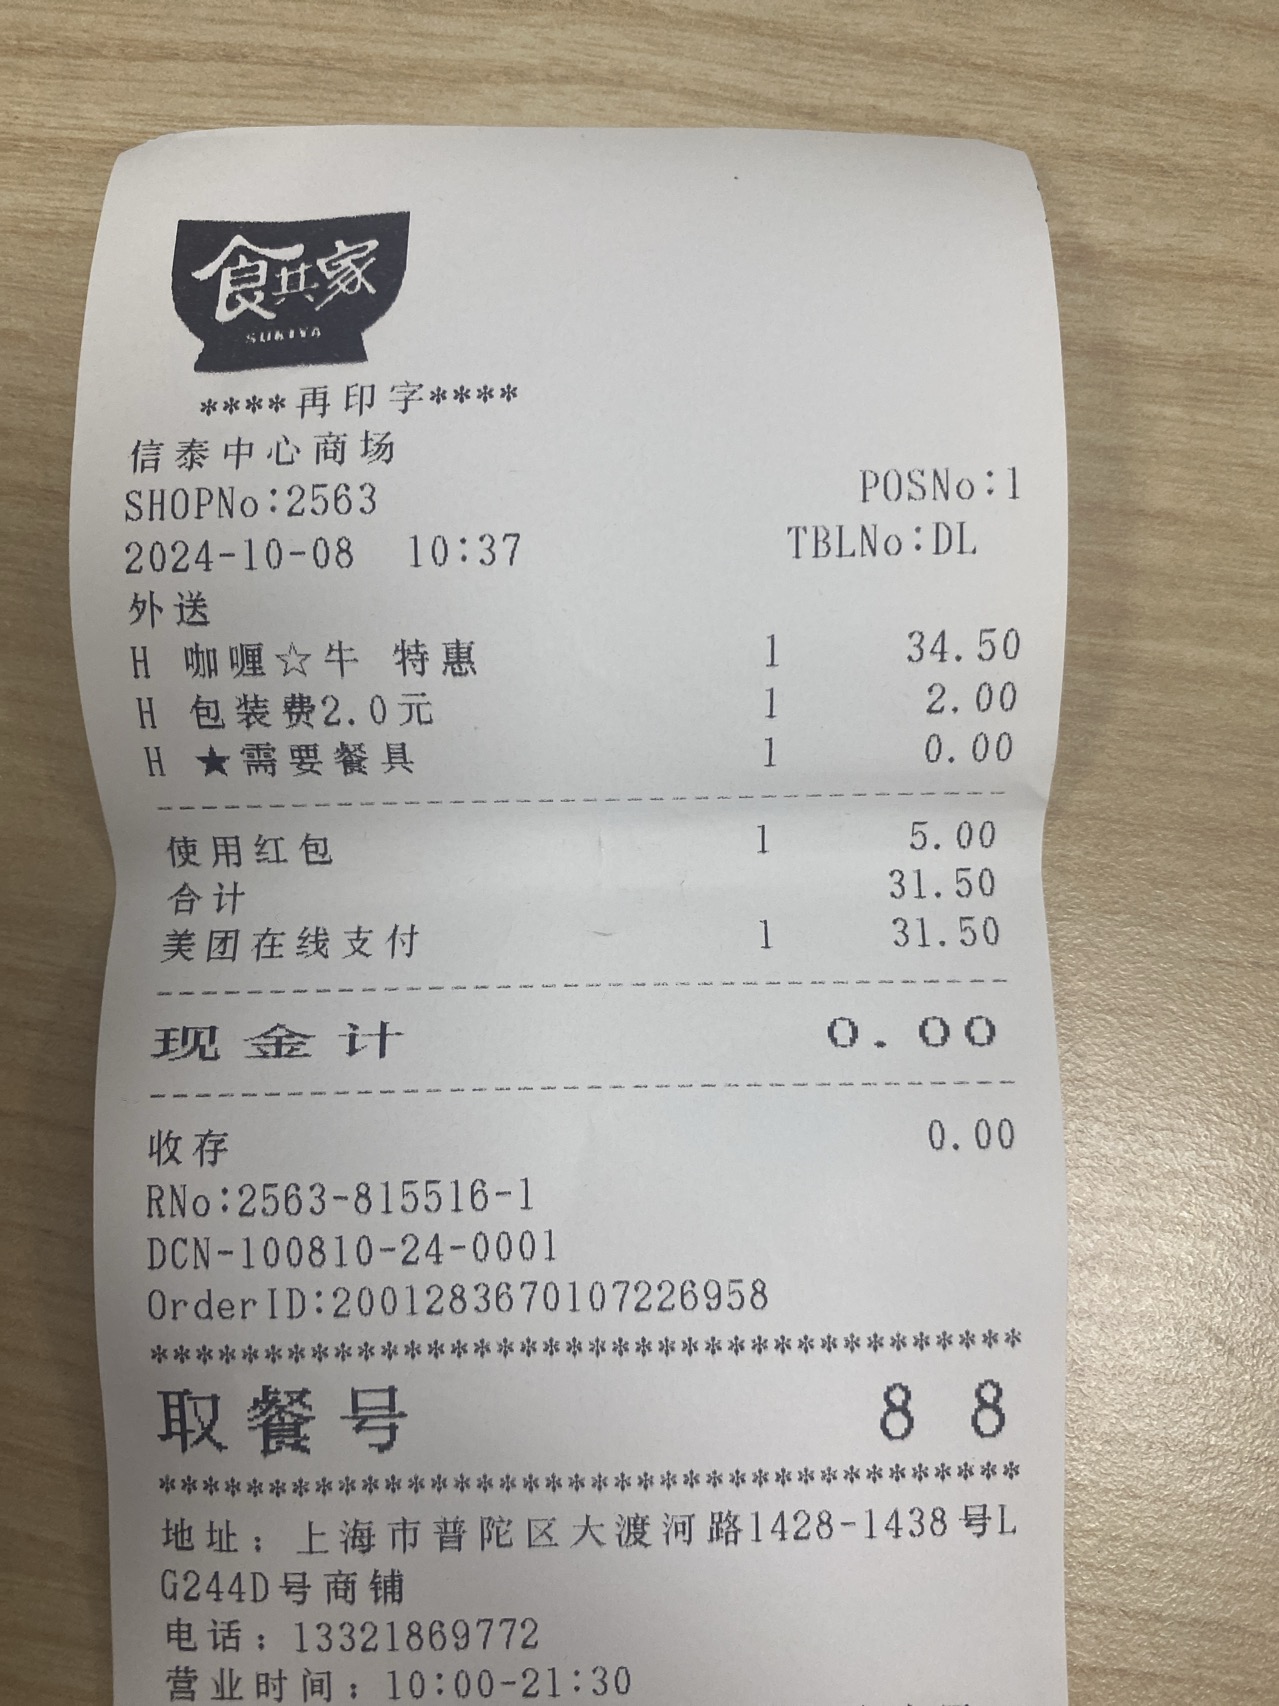 食其家
SUKIYA
****再印字****
信泰中心商场
SHOPNo:2563 POSNo:1
2024-10-08 10:37 TBLNo:DL
外送
H 咖喱☆牛 特惠 1 34.50
H 包装费2.0元 1 2.00
H ★需要餐具 1 0.00
使用红包 1 5.00
合计 31.50
美团在线支付 1 31.50
现金计 0.00
收存 0.00
RNo:2563-815516-1
DCN-100810-24-0001
OrderID:2001283670107226958
**************************************
取餐号 88
**************************************
地址：上海市普陀区大渡河路1428-1438号L
G244D号商铺
电话：13321869772
营业时间：10:00-21:30